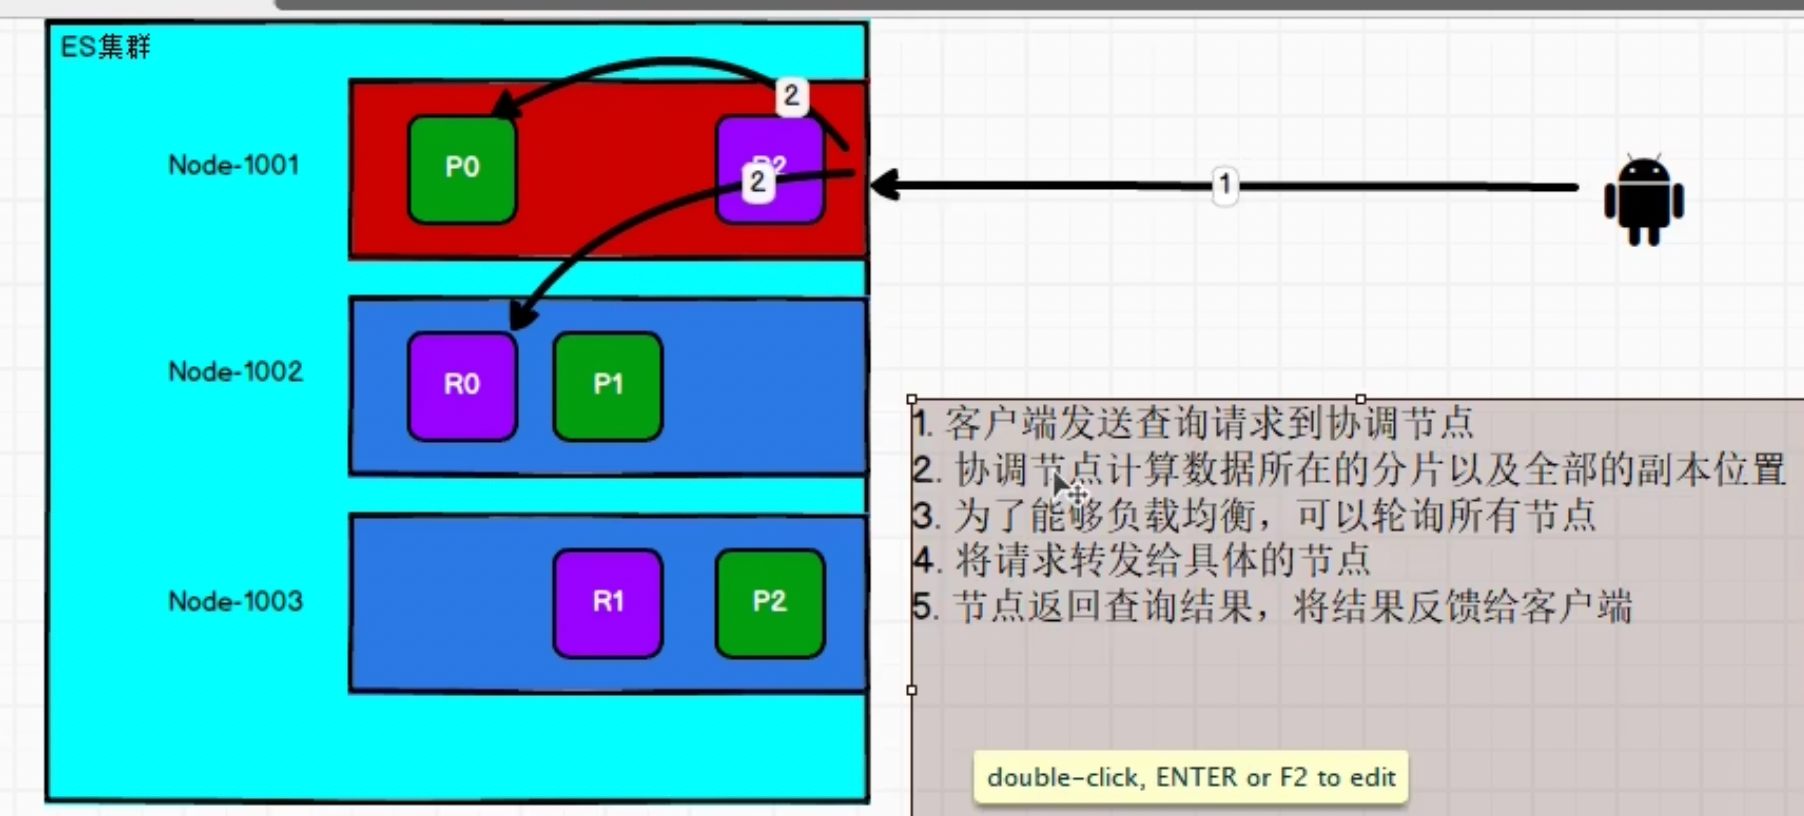 ES集群
2
Node-1001
P0
2
1
Node-1002
R0
P1
Node-1003
R1
P2
1. 客户端发送查询请求到协调节点
2. 协调节点计算数据所在的分片以及全部的副本位置
3. 为了能够负载均衡，可以轮询所有节点
4. 将请求转发给具体的节点
5. 节点返回查询结果，将结果反馈给客户端
double-click, ENTER or F2 to edit